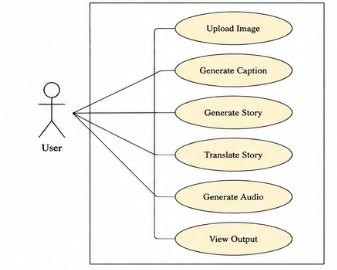 Upload Image
Generate Caption
Generate Story
Translate Story
Generate Audio
View Output
User